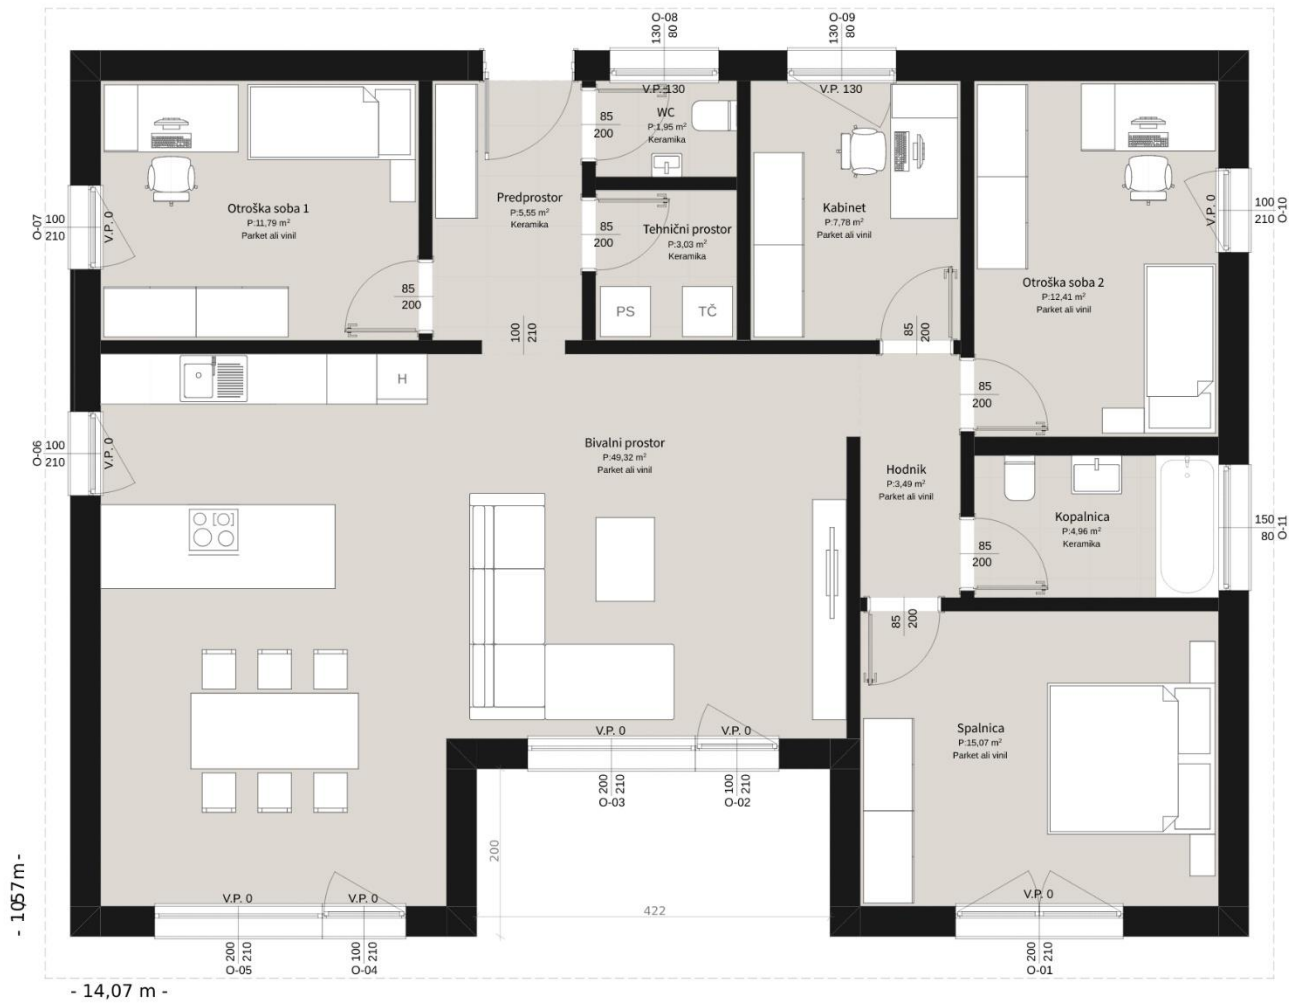 O-08
130
80
O-09
130
80
V.P. 130
WC
P:1,95 m²
Keramika
V.P. 130
85
200
Otroška soba 1
P:11,79 m²
Parket ali vinil
Predprostor
P:5,55 m²
Keramika
85
200
Tehnični prostor
P:3,03 m²
Keramika
Kabinet
P:7,78 m²
Parket ali vinil
O-07
100
210
V.P. 0
V.P. 0
100
210
O-10
Otroška soba 2
P:12,41 m²
Parket ali vinil
85
200
PS
TČ
100
210
85
200
H
85
200
O-06
100
210
V.P. 0
Bivalni prostor
P:49,32 m²
Parket ali vinil
Hodnik
P:3,49 m²
Parket ali vinil
Kopalnica
P:4,96 m²
Keramika
150
80
O-11
85
200
85
200
Spalnica
P:15,07 m²
Parket ali vinil
V.P. 0
V.P. 0
200
210
O-03
100
210
O-02
200
422
V.P. 0
V.P. 0
V.P. 0
200
210
O-05
100
210
O-04
200
210
O-01
- 10,57m -
- 14,07 m -